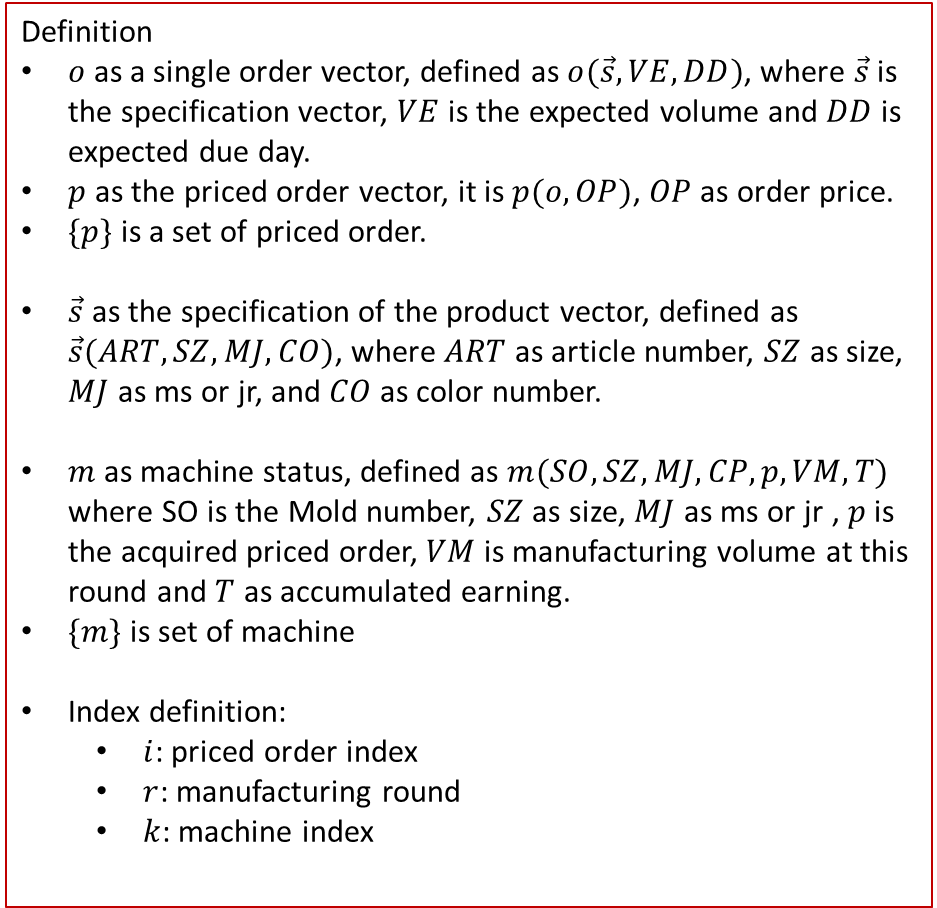 Definition
• o as a single order vector, defined as o(s⃗, VE, DD), where s⃗ is
the specification vector, VE is the expected volume and DD is
expected due day.
• p as the priced order vector, it is p(o, OP), OP as order price.
• {p} is a set of priced order.
• s⃗ as the specification of the product vector, defined as
s⃗(ART, SZ, MJ, CO), where ART as article number, SZ as size,
MJ as ms or jr, and CO as color number.
• m as machine status, defined as m(SO, SZ, MJ, CP, p, VM, T)
where SO is the Mold number, SZ as size, MJ as ms or jr , p is
the acquired priced order, VM is manufacturing volume at this
round and T as accumulated earning.
• {m} is set of machine
• Index definition:
• i: priced order index
• r: manufacturing round
• k: machine index